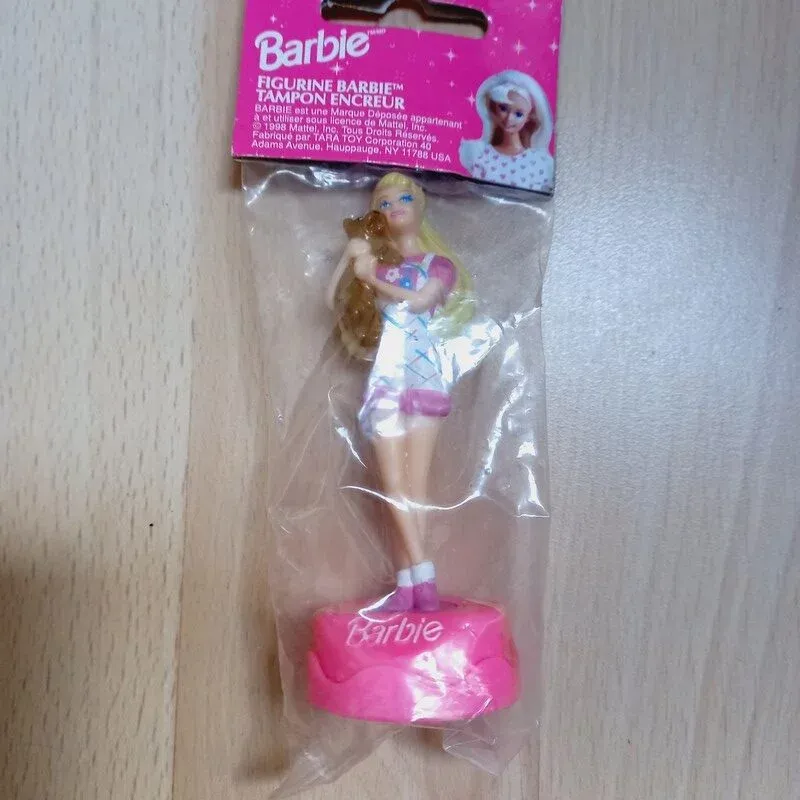 Barbie™
FIGURINE BARBIE™
TAMPON ENCREUR
BARBIE est une Marque Déposée appartenant
à et utiliser sous licence de Mattel, Inc.
© 1998 Mattel, Inc. Tous Droits Réservés.
Fabriqué par TARA TOY Corporation 40
Adams Avenue, Hauppauge, NY 11788 USA
Barbie